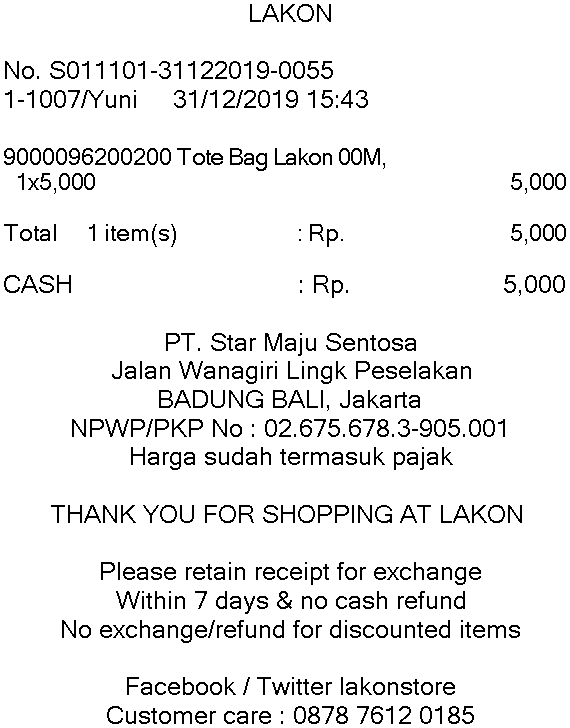 LAKON
No. S011101-31122019-0055
1-1007/Yuni 31/12/2019 15:43
9000096200200 Tote Bag Lakon 00M,
1x5,000 5,000
Total 1 item(s) : Rp. 5,000
CASH : Rp. 5,000
PT. Star Maju Sentosa
Jalan Wanagiri Lingk Peselakan
BADUNG BALI, Jakarta
NPWP/PKP No : 02.675.678.3-905.001
Harga sudah termasuk pajak
THANK YOU FOR SHOPPING AT LAKON
Please retain receipt for exchange
Within 7 days & no cash refund
No exchange/refund for discounted items
Facebook / Twitter lakonstore
Customer care : 0878 7612 0185